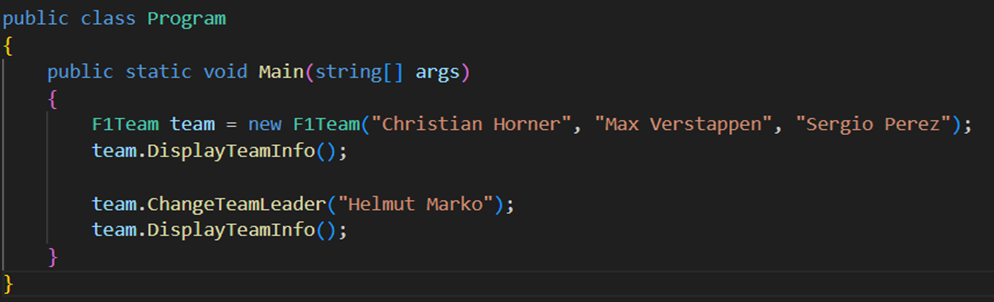 public class Program
{
    public static void Main(string[] args)
    {
        F1Team team = new F1Team("Christian Horner", "Max Verstappen", "Sergio Perez");
        team.DisplayTeamInfo();

        team.ChangeTeamLeader("Helmut Marko");
        team.DisplayTeamInfo();
    }
}